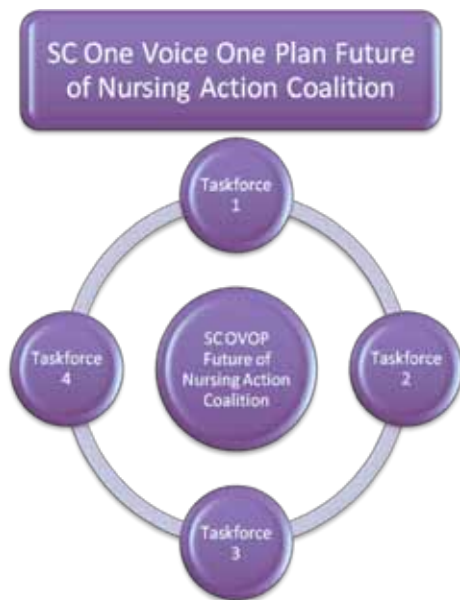 SC One Voice One Plan Future
of Nursing Action Coalition
Taskforce
1
SC OVOP
Future of
Nursing Action
Coalition
Taskforce
4
Taskforce
2
Taskforce
3